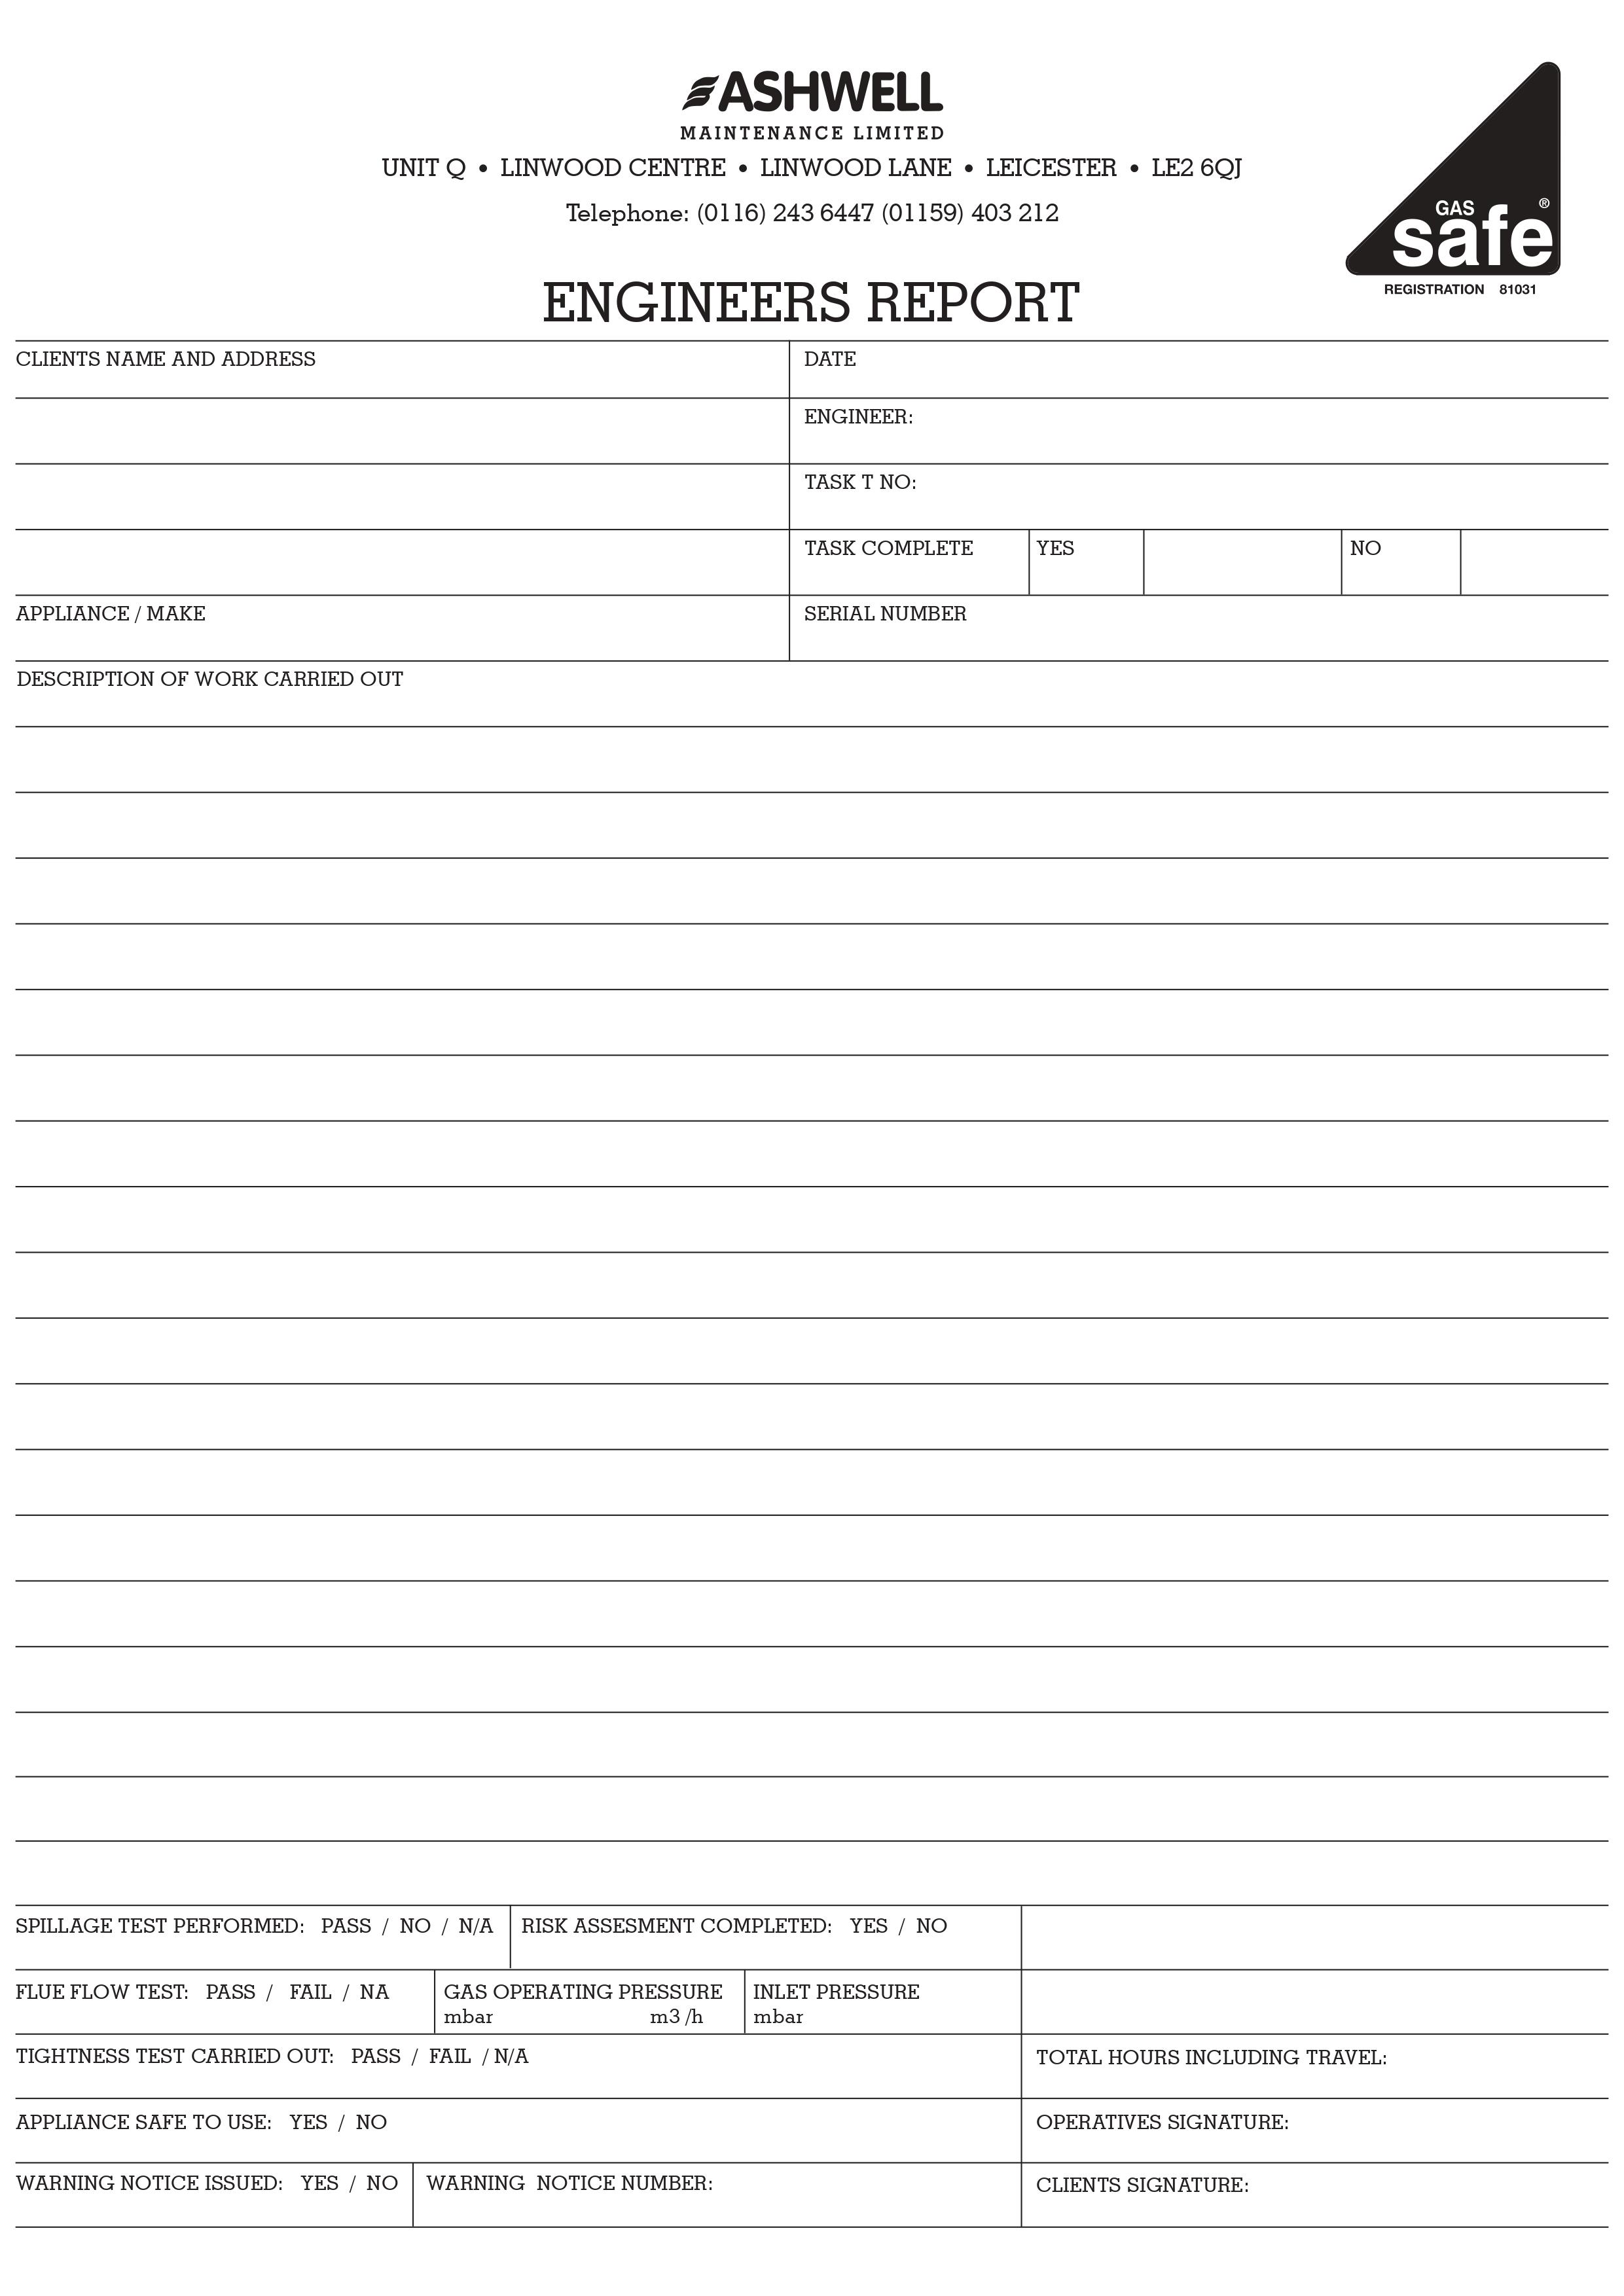 ASHWELL
MAINTENANCE LIMITED
UNIT Q • LINWOOD CENTRE • LINWOOD LANE • LEICESTER • LE2 6QJ
Telephone: (0116) 243 6447 (01159) 403 212
GAS
safe®
REGISTRATION 81031
ENGINEERS REPORT
CLIENTS NAME AND ADDRESS
DATE
ENGINEER:
TASK T NO:
TASK COMPLETE YES NO
APPLIANCE / MAKE
SERIAL NUMBER
DESCRIPTION OF WORK CARRIED OUT
SPILLAGE TEST PERFORMED: PASS / NO / N/A
RISK ASSESMENT COMPLETED: YES / NO
FLUE FLOW TEST: PASS / FAIL / NA
GAS OPERATING PRESSURE
mbar m3 /h
INLET PRESSURE
mbar
TIGHTNESS TEST CARRIED OUT: PASS / FAIL / N/A
TOTAL HOURS INCLUDING TRAVEL:
APPLIANCE SAFE TO USE: YES / NO
OPERATIVES SIGNATURE:
WARNING NOTICE ISSUED: YES / NO
WARNING NOTICE NUMBER:
CLIENTS SIGNATURE: